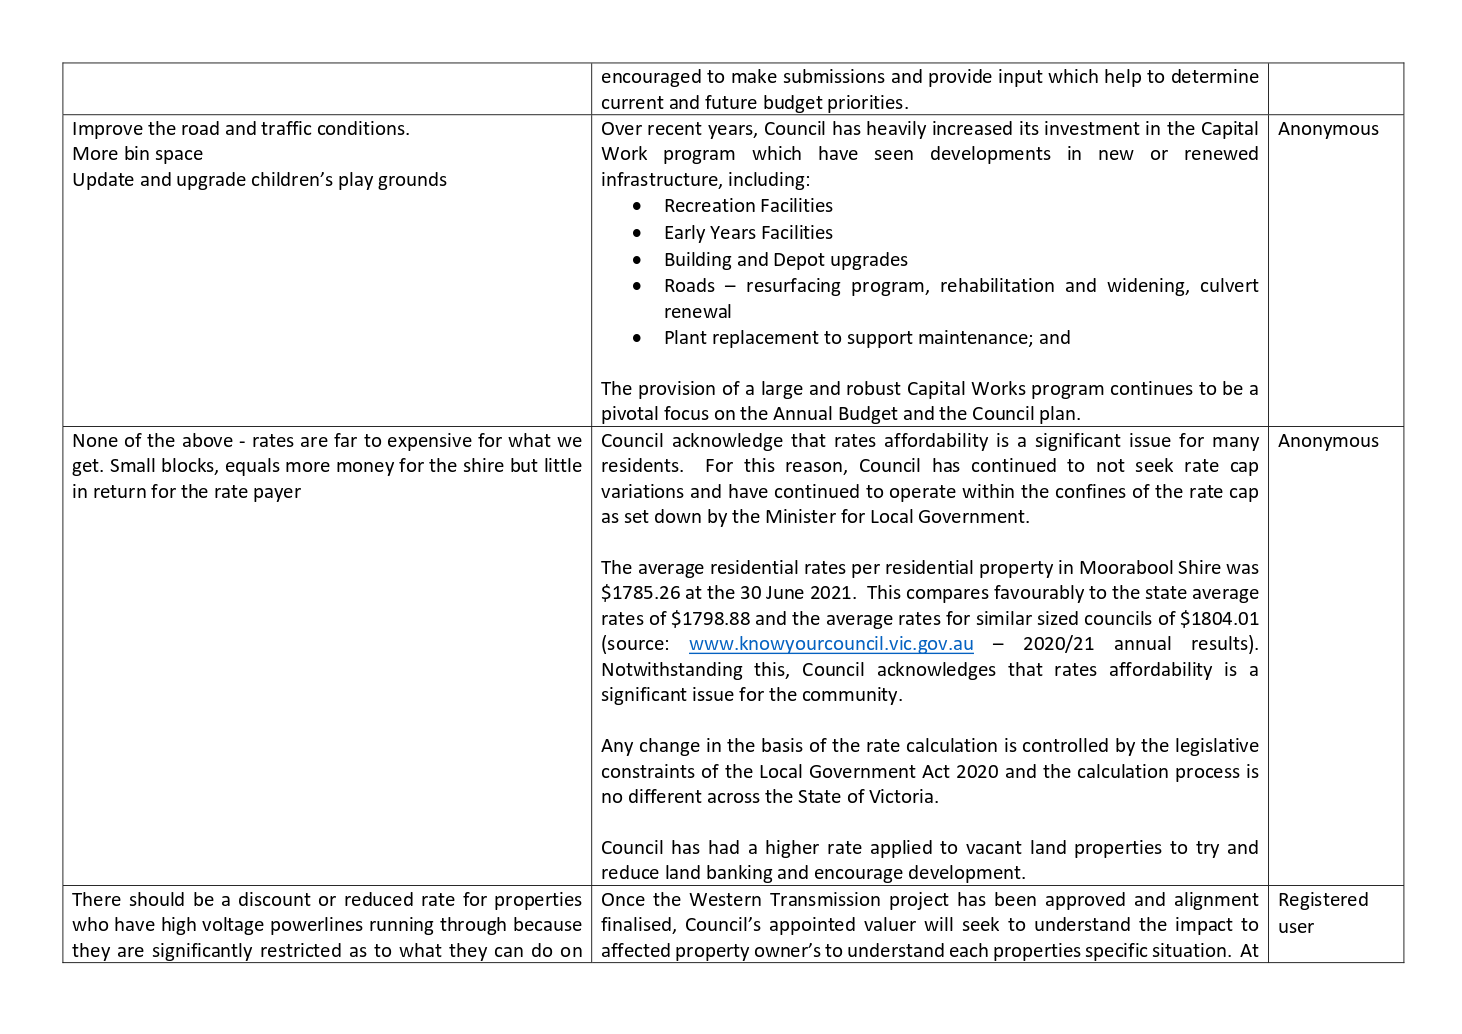 encouraged to make submissions and provide input which help to determine
current and future budget priorities.
Improve the road and traffic conditions.
More bin space
Update and upgrade children’s play grounds
Over recent years, Council has heavily increased its investment in the Capital
Work program which have seen developments in new or renewed
infrastructure, including:
• Recreation Facilities
• Early Years Facilities
• Building and Depot upgrades
• Roads – resurfacing program, rehabilitation and widening, culvert
renewal
• Plant replacement to support maintenance; and
The provision of a large and robust Capital Works program continues to be a
pivotal focus on the Annual Budget and the Council plan.
Anonymous
None of the above - rates are far to expensive for what we
get. Small blocks, equals more money for the shire but little
in return for the rate payer
Council acknowledge that rates affordability is a significant issue for many
residents.  For this reason, Council has continued to not seek rate cap
variations and have continued to operate within the confines of the rate cap
as set down by the Minister for Local Government.
The average residential rates per residential property in Moorabool Shire was
$1785.26 at the 30 June 2021.  This compares favourably to the state average
rates of $1798.88 and the average rates for similar sized councils of $1804.01
(source: www.knowyourcouncil.vic.gov.au – 2020/21 annual results).
Notwithstanding this, Council acknowledges that rates affordability is a
significant issue for the community.
Any change in the basis of the rate calculation is controlled by the legislative
constraints of the Local Government Act 2020 and the calculation process is
no different across the State of Victoria.
Council has had a higher rate applied to vacant land properties to try and
reduce land banking and encourage development.
Anonymous
There should be a discount or reduced rate for properties
who have high voltage powerlines running through because
they are significantly restricted as to what they can do on
Once the Western Transmission project has been approved and alignment
finalised, Council’s appointed valuer will seek to understand the impact to
affected property owner’s to understand each properties specific situation.  At
Registered
user